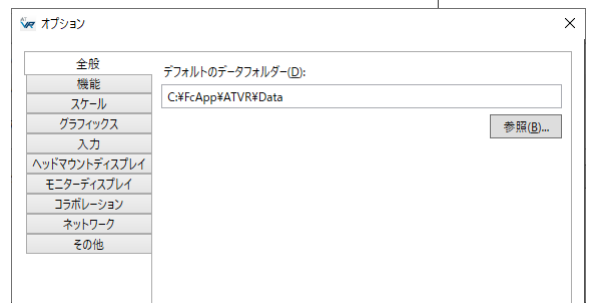 VR オプション
全般
機能
スケール
グラフィックス
入力
ヘッドマウントディスプレイ
モニターディスプレイ
コラボレーション
ネットワーク
その他
デフォルトのデータフォルダー(D):
C:¥FcApp¥ATVR¥Data
参照(B)...